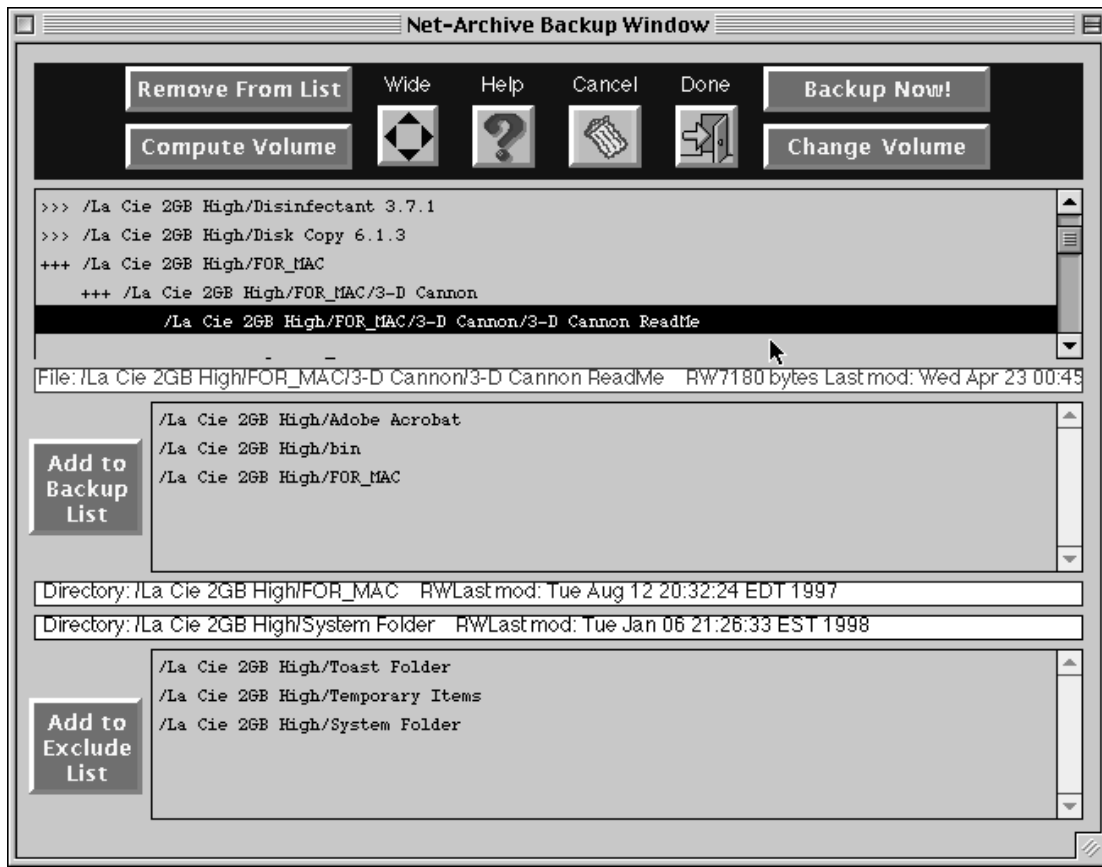 Net-Archive Backup Window
Remove From List
Wide
Help
Cancel
Done
Backup Now!
Compute Volume
Change Volume
>>> /La Cie 2GB High/Disinfectant 3.7.1
>>> /La Cie 2GB High/Disk Copy 6.1.3
+++ /La Cie 2GB High/FOR_MAC
+++ /La Cie 2GB High/FOR_MAC/3-D Cannon
/La Cie 2GB High/FOR_MAC/3-D Cannon/3-D Cannon ReadMe
File: /La Cie 2GB High/FOR_MAC/3-D Cannon/3-D Cannon ReadMe RW7180 bytes Last mod: Wed Apr 23 00:45
/La Cie 2GB High/Adobe Acrobat
/La Cie 2GB High/bin
/La Cie 2GB High/FOR_MAC
Add to
Backup
List
Directory: /La Cie 2GB High/FOR_MAC RWLast mod: Tue Aug 12 20:32:24 EDT 1997
Directory: /La Cie 2GB High/System Folder RWLast mod: Tue Jan 06 21:26:33 EST 1998
/La Cie 2GB High/Toast Folder
/La Cie 2GB High/Temporary Items
/La Cie 2GB High/System Folder
Add to
Exclude
List